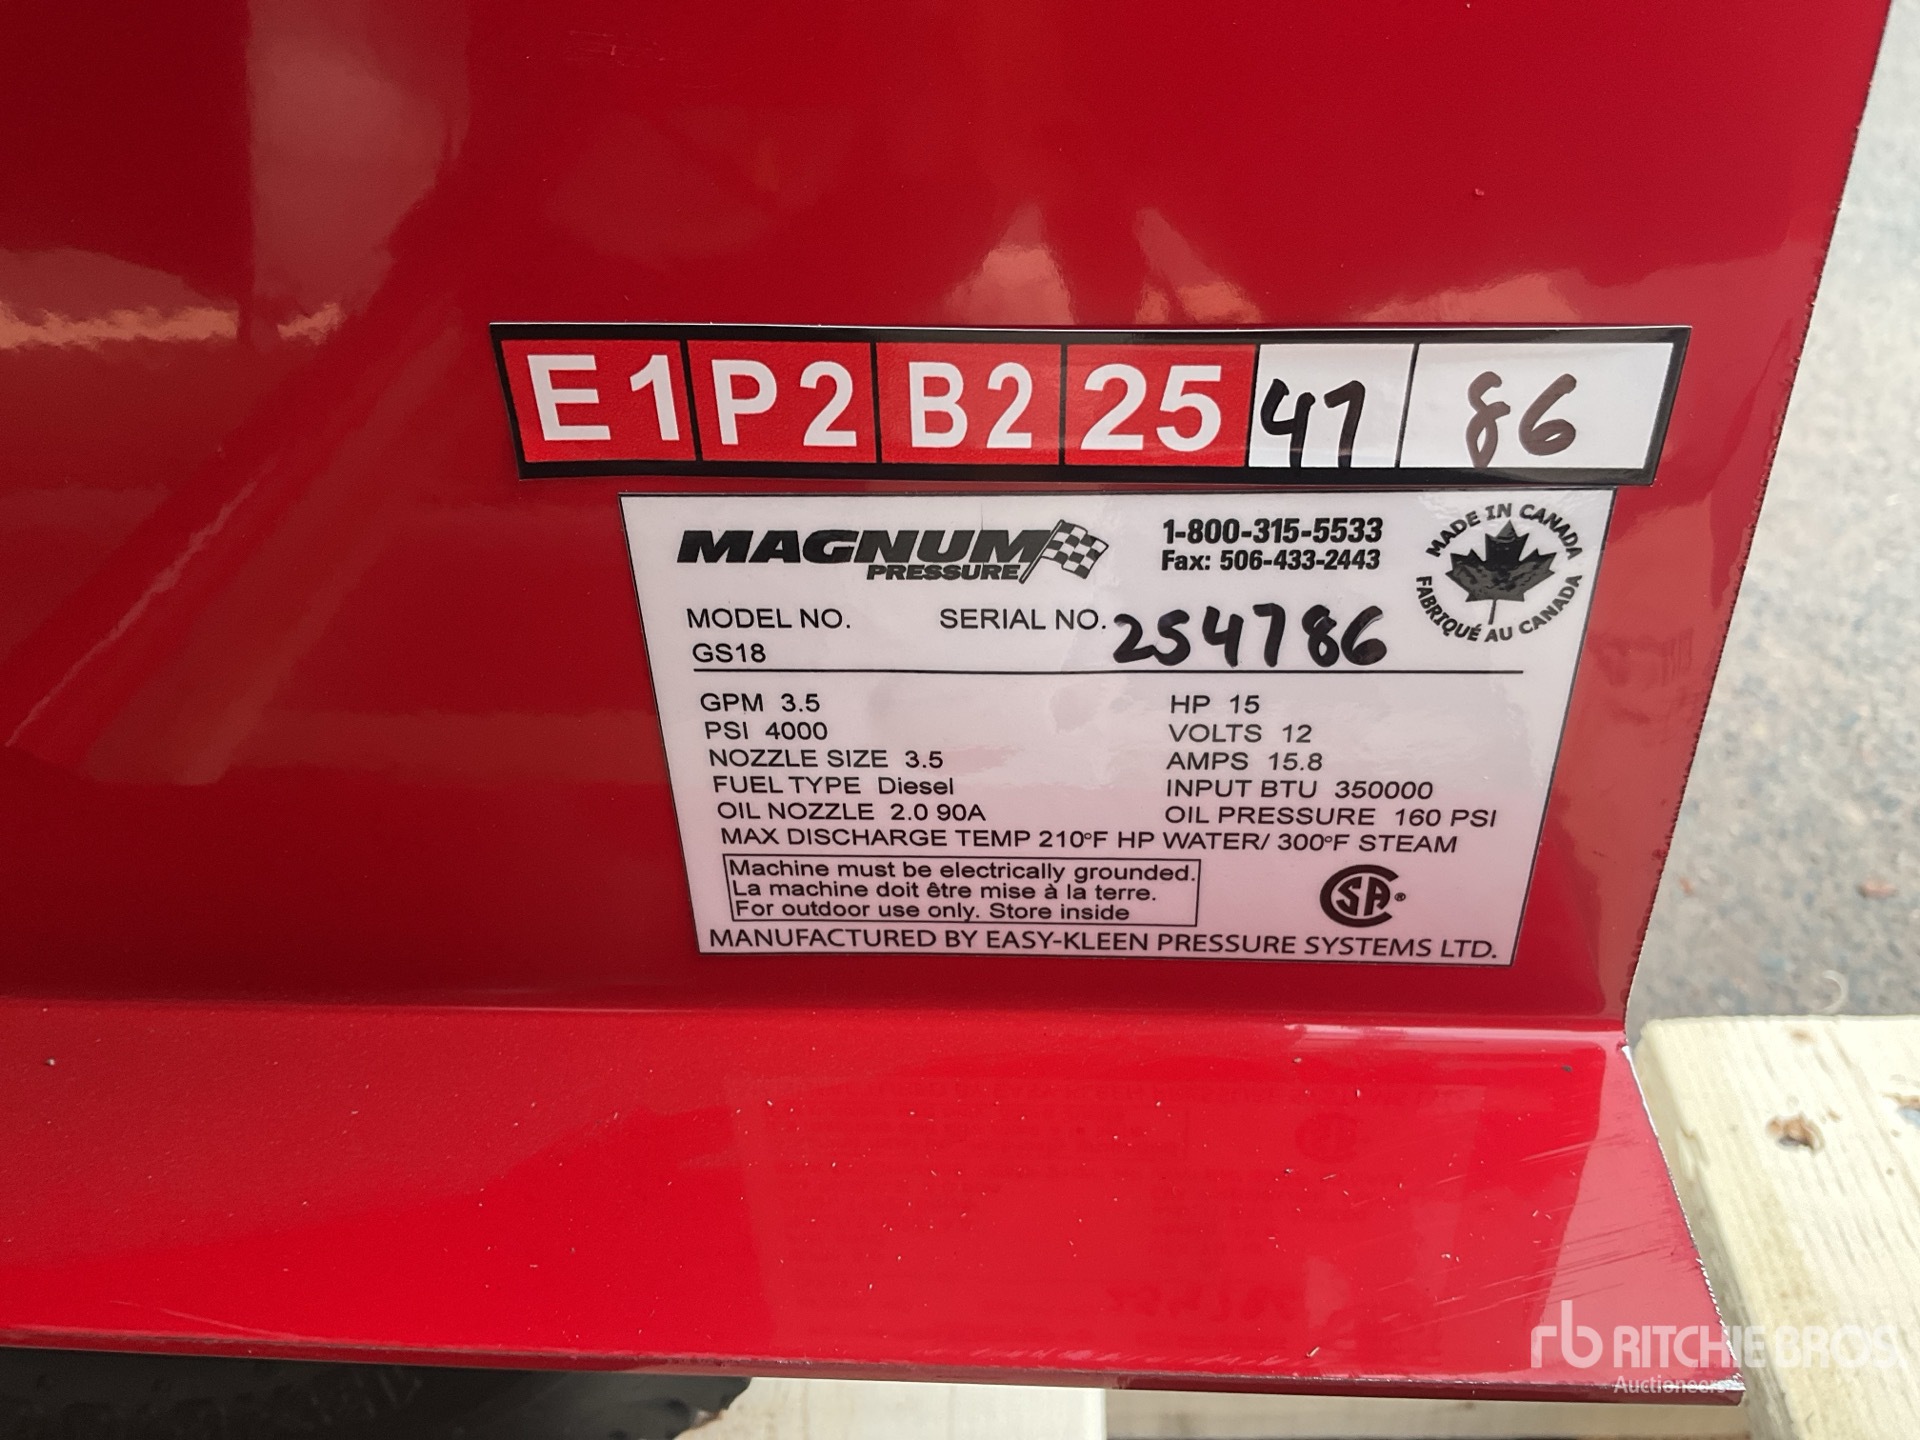 E1 P2 B2 25 47 86
MAGNUM
PRESSURE
1-800-315-5533
Fax: 506-433-2443
MADE IN CANADA
FABRIQUÉ AU CANADA
MODEL NO. SERIAL NO. 254786
GS18
GPM 3.5 HP 15
PSI 4000 VOLTS 12
NOZZLE SIZE 3.5 AMPS 15.8
FUEL TYPE Diesel INPUT BTU 350000
OIL NOZZLE 2.0 90A OIL PRESSURE 160 PSI
MAX DISCHARGE TEMP 210°F HP WATER/ 300°F STEAM
Machine must be electrically grounded.
La machine doit être mise à la terre.
For outdoor use only. Store inside
SA®
MANUFACTURED BY EASY-KLEEN PRESSURE SYSTEMS LTD.
rb RITCHIE BROS.
Auctioneers